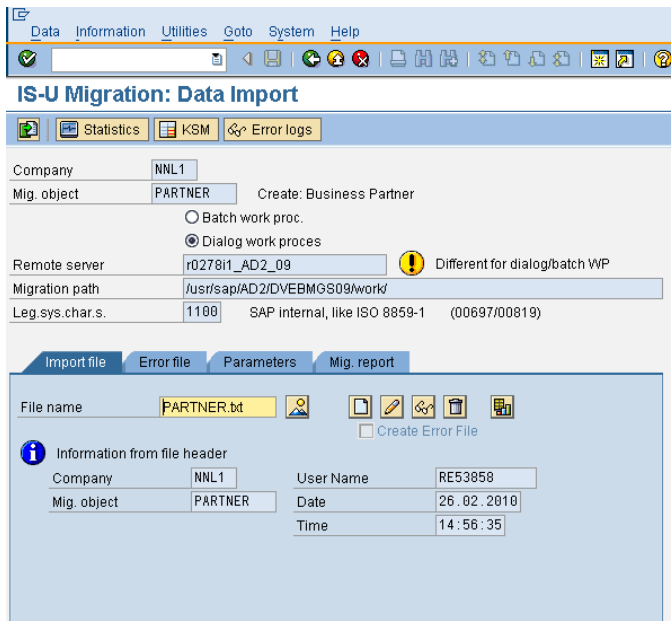 Data Information Utilities Goto System Help
IS-U Migration: Data Import
Statistics KSM Error logs
Company NNL1
Mig. object PARTNER Create: Business Partner
Batch work proc.
Dialog work proces
Remote server r0278i1_AD2_09 Different for dialog/batch WP
Migration path /usr/sap/AD2/DVEBMGS09/work/
Leg.sys.char.s. 1100 SAP internal, like ISO 8859-1 (00697/00819)
Import file Error file Parameters Mig. report
File name PARTNER.txt
Create Error File
Information from file header
Company NNL1 User Name RE53858
Mig. object PARTNER Date 26.02.2010
Time 14:56:35